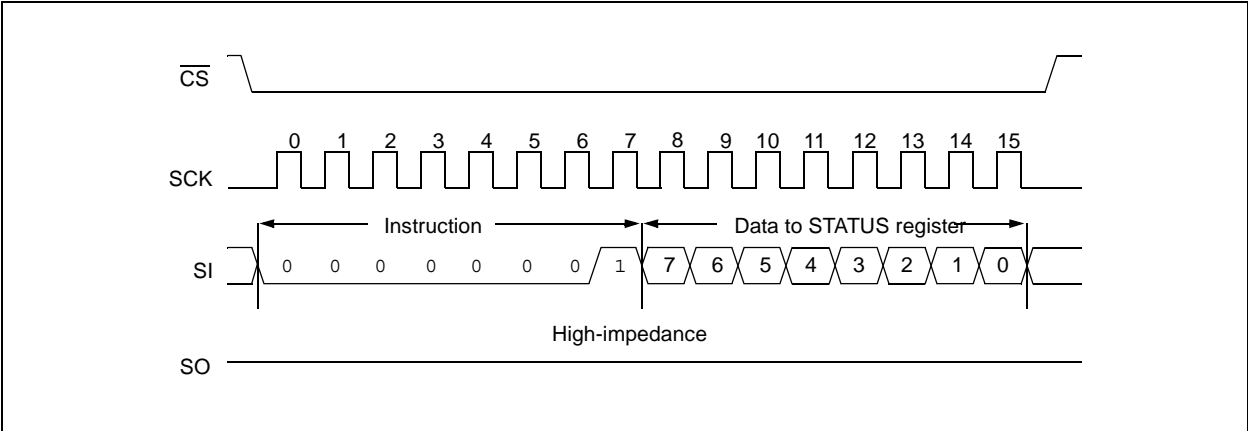 CS
0 1 2 3 4 5 6 7 8 9 10 11 12 13 14 15
SCK
Instruction Data to STATUS register
SI 0 0 0 0 0 0 0 1 7 6 5 4 3 2 1 0
High-impedance
SO